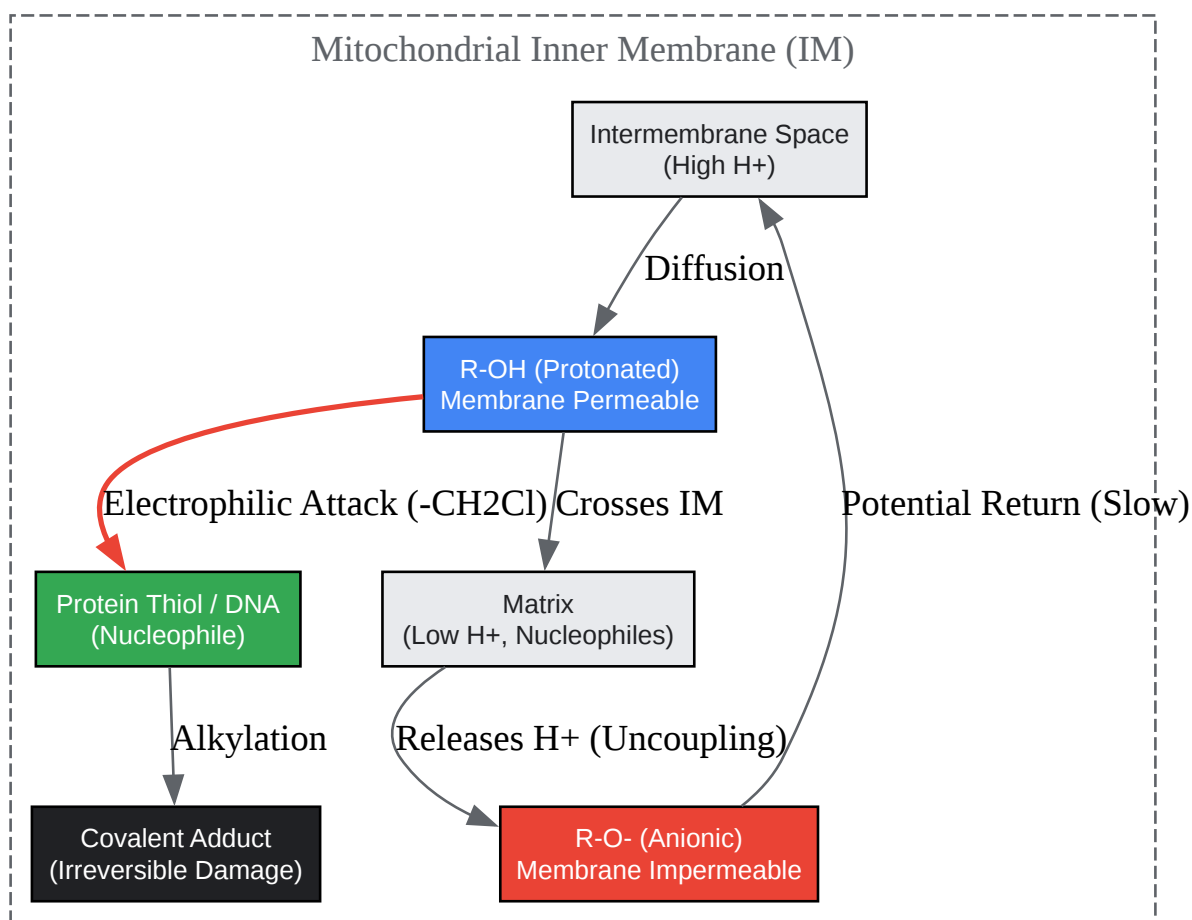 Mitochondrial Inner Membrane (IM)
Intermembrane Space
(High H+)
Diffusion
R-OH (Protonated)
Membrane Permeable
Electrophilic Attack (-CH2Cl)
Crosses IM
Potential Return (Slow)
Protein Thiol / DNA
(Nucleophile)
Matrix
(Low H+, Nucleophiles)
Alkylation
Releases H+ (Uncoupling)
Covalent Adduct
(Irreversible Damage)
R-O- (Anionic)
Membrane Impermeable